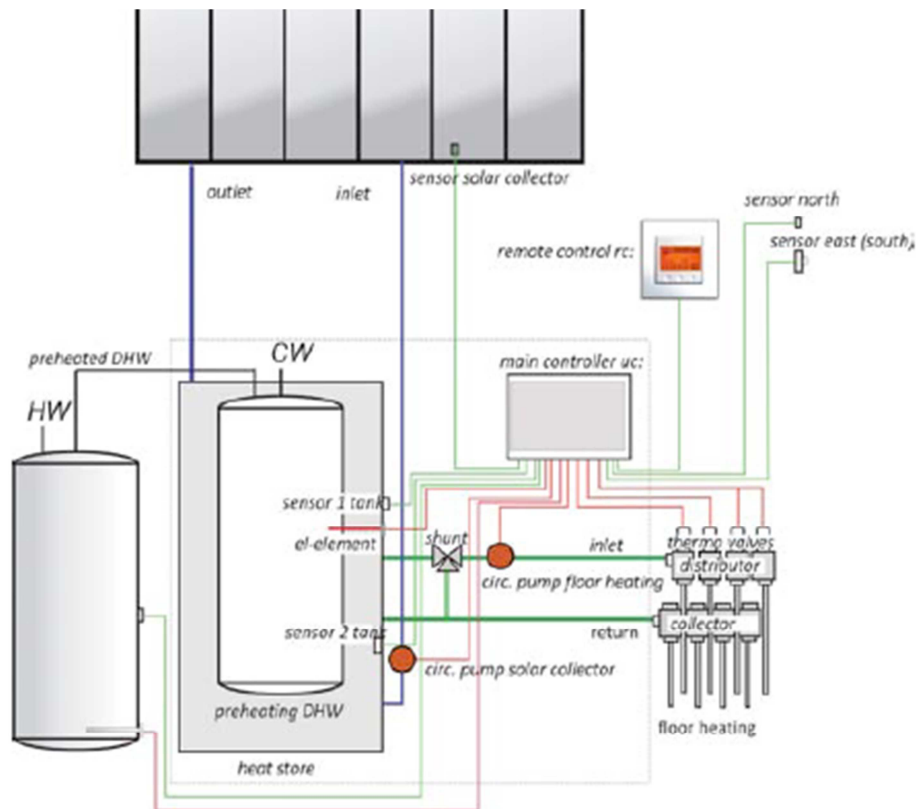 outlet
inlet
sensor solar collector
sensor north
sensor east (south)
remote control rc:
preheated DHW
CW
main controller uc:
HW
sensor 1 tank
el-element
shunt
inlet
thermo valves
distributor
circ. pump floor heating
sensor 2 tank
return
collector
circ. pump solar collector
preheating DHW
floor heating
heat store